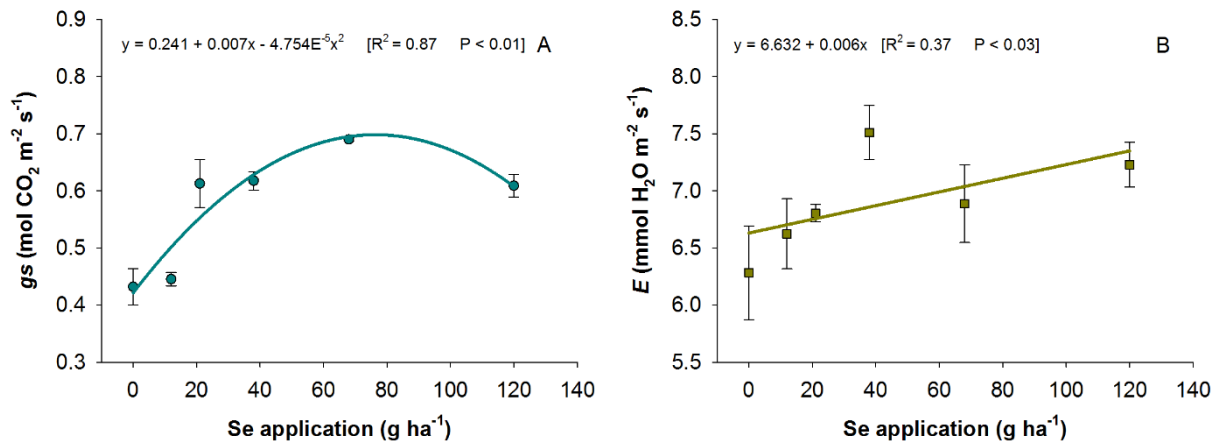 y = 0.241 + 0.007x - 4.754E⁻⁵x² [R² = 0.87 P < 0.01] A
0.9
0.8
0.7
0.6
0.5
0.4
0.3
gs (mol CO₂ m⁻² s⁻¹)
0 20 40 60 80 100 120 140
Se application (g ha⁻¹)
y = 6.632 + 0.006x [R² = 0.37 P < 0.03] B
8.5
8.0
7.5
7.0
6.5
6.0
5.5
E (mmol H₂O m⁻² s⁻¹)
0 20 40 60 80 100 120 140
Se application (g ha⁻¹)